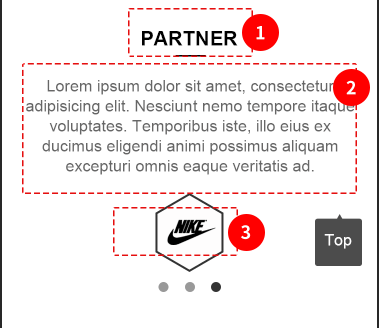 PARTNER
1
Lorem ipsum dolor sit amet, consectetur
2
adipisicing elit. Nesciunt nemo tempore itaque
voluptates. Temporibus iste, illo eius ex
ducimus eligendi animi possimus aliquam
excepturi omnis eaque veritatis ad.
NIKE
3
Top